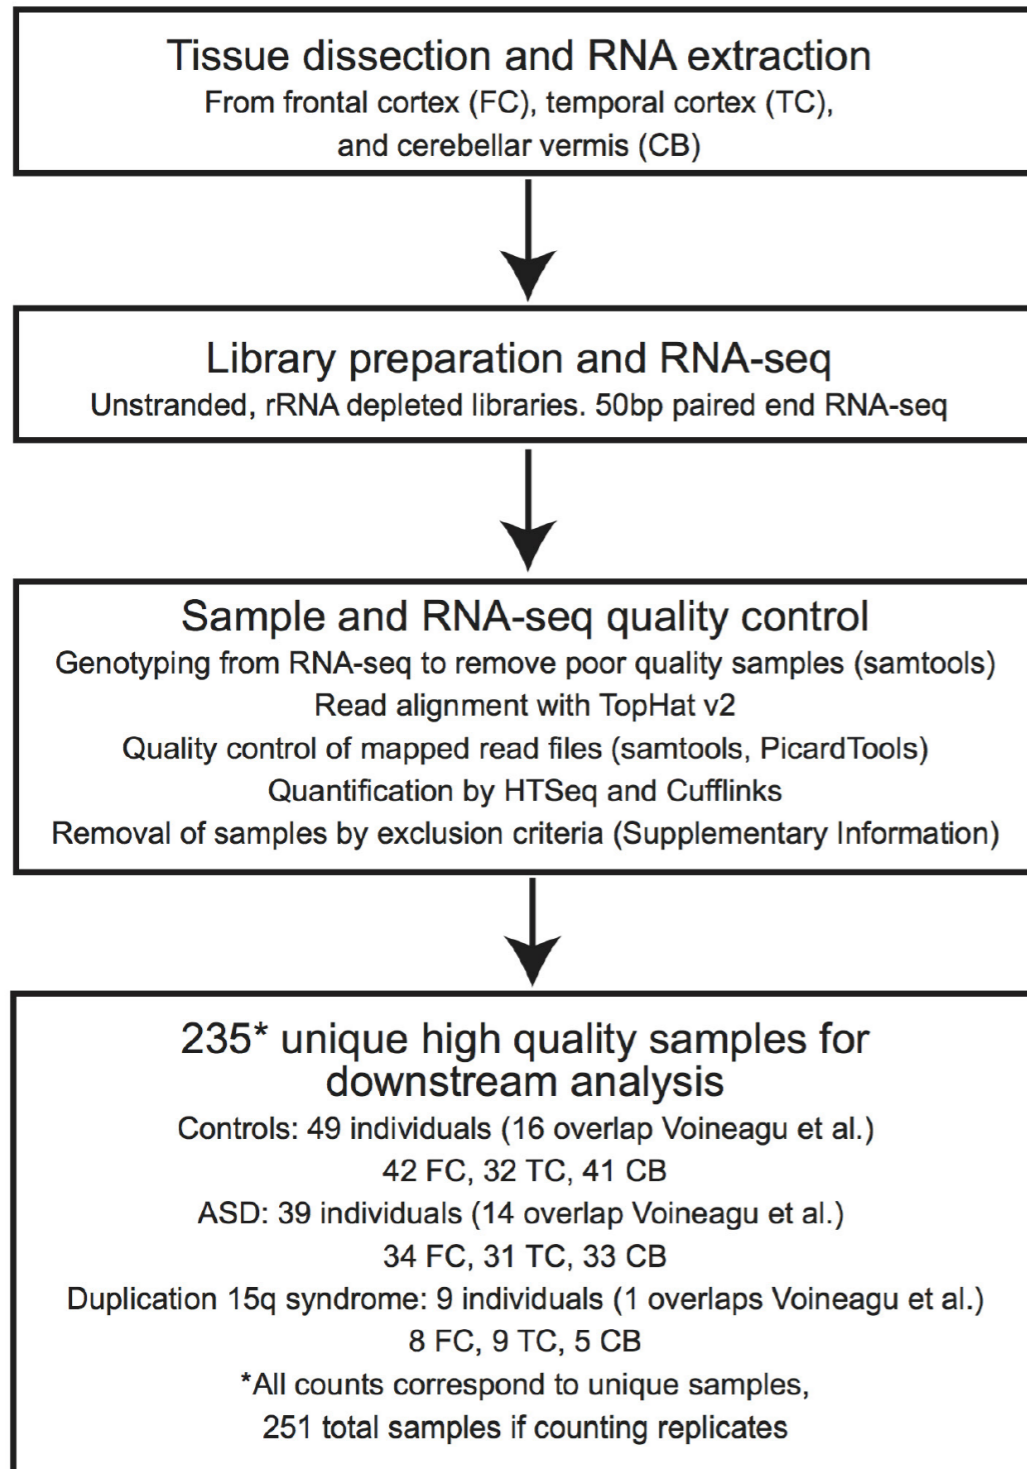 Tissue dissection and RNA extraction
From frontal cortex (FC), temporal cortex (TC),
and cerebellar vermis (CB)
Library preparation and RNA-seq
Unstranded, rRNA depleted libraries. 50bp paired end RNA-seq
Sample and RNA-seq quality control
Genotyping from RNA-seq to remove poor quality samples (samtools)
Read alignment with TopHat v2
Quality control of mapped read files (samtools, PicardTools)
Quantification by HTSeq and Cufflinks
Removal of samples by exclusion criteria (Supplementary Information)
235* unique high quality samples for
downstream analysis
Controls: 49 individuals (16 overlap Voineagu et al.)
42 FC, 32 TC, 41 CB
ASD: 39 individuals (14 overlap Voineagu et al.)
34 FC, 31 TC, 33 CB
Duplication 15q syndrome: 9 individuals (1 overlaps Voineagu et al.)
8 FC, 9 TC, 5 CB
*All counts correspond to unique samples,
251 total samples if counting replicates